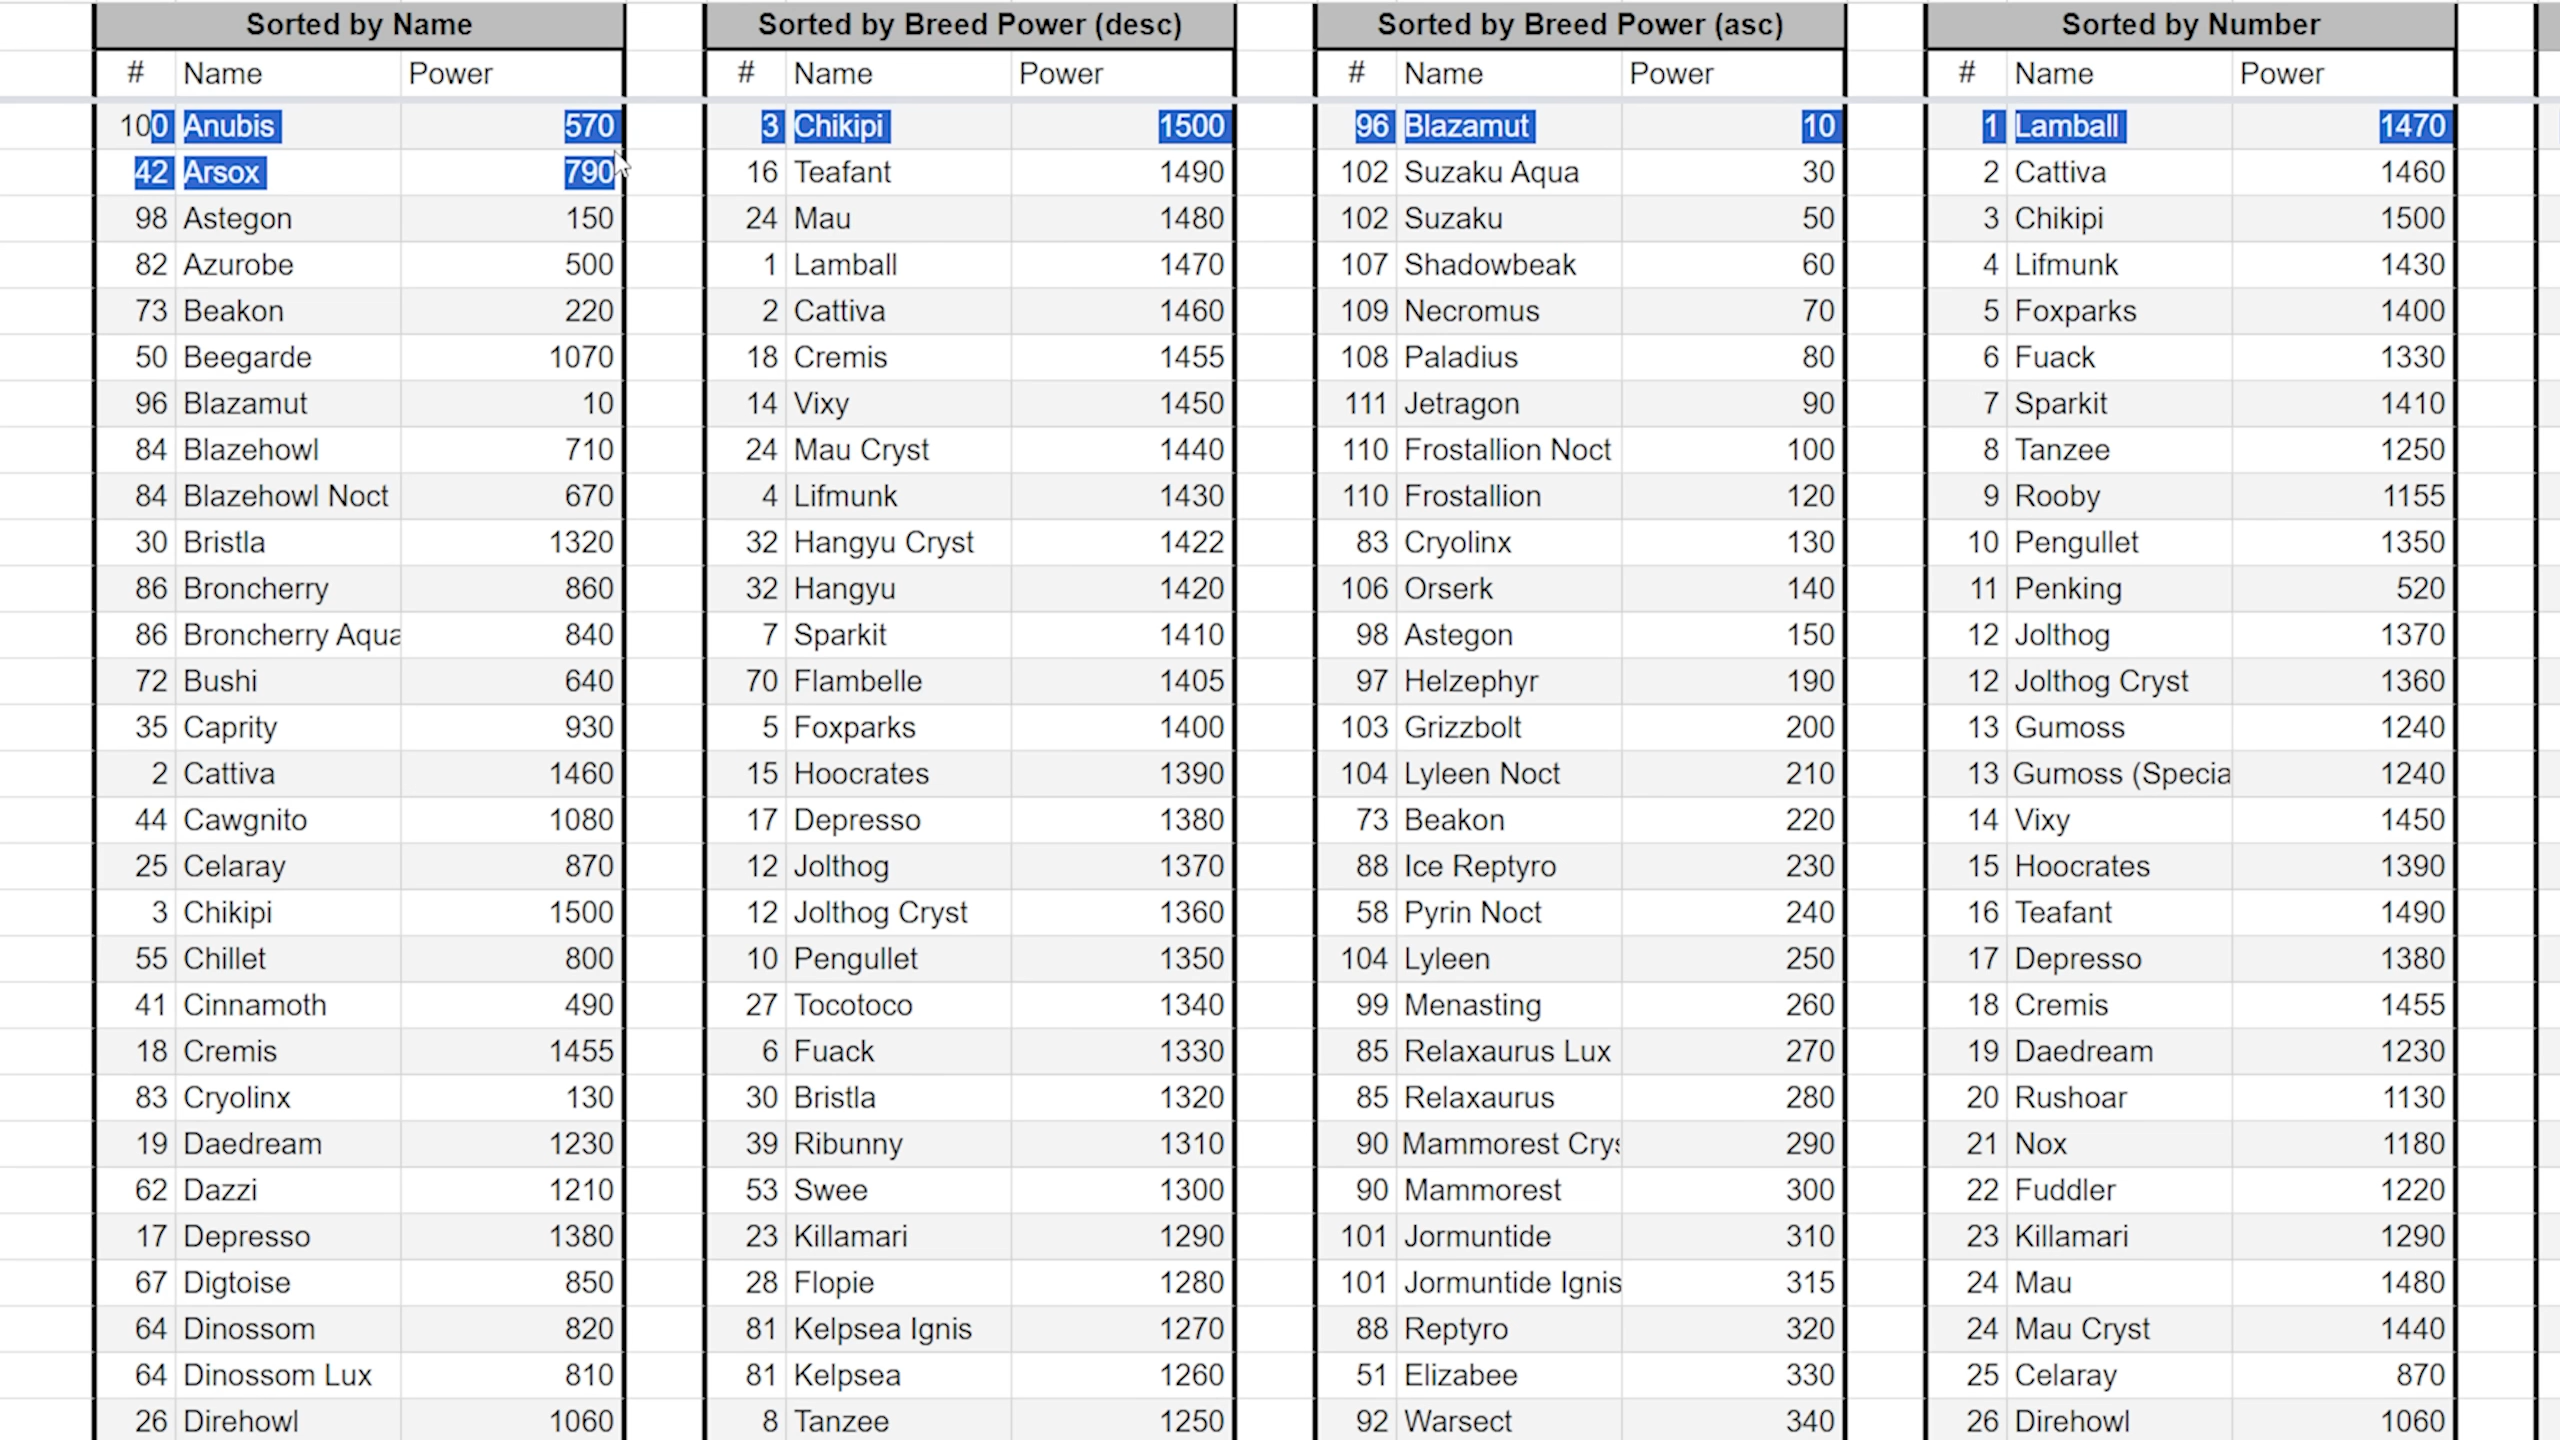 Sorted by Name Sorted by Breed Power (desc) Sorted by Breed Power (asc) Sorted by Number
# Name Power # Name Power # Name Power # Name Power
100 Anubis 570 3 Chikipi 1500 96 Blazamut 10 1 Lamball 1470
42 Arsox 790 16 Teafant 1490 102 Suzaku Aqua 30 2 Cattiva 1460
98 Astegon 150 24 Mau 1480 102 Suzaku 50 3 Chikipi 1500
82 Azurobe 500 1 Lamball 1470 107 Shadowbeak 60 4 Lifmunk 1430
73 Beakon 220 2 Cattiva 1460 109 Necromus 70 5 Foxparks 1400
50 Beegarde 1070 18 Cremis 1455 108 Paladius 80 6 Fuack 1330
96 Blazamut 10 14 Vixy 1450 111 Jetragon 90 7 Sparkit 1410
84 Blazehowl 710 24 Mau Cryst 1440 110 Frostallion Noct 100 8 Tanzee 1250
84 Blazehowl Noct 670 4 Lifmunk 1430 110 Frostallion 120 9 Rooby 1155
30 Bristla 1320 32 Hangyu Cryst 1422 83 Cryolinx 130 10 Pengullet 1350
86 Broncherry 860 32 Hangyu 1420 106 Orserk 140 11 Penking 520
86 Broncherry Aqua 840 7 Sparkit 1410 98 Astegon 150 12 Jolthog 1370
72 Bushi 640 70 Flambelle 1405 97 Helzephyr 190 12 Jolthog Cryst 1360
35 Caprity 930 5 Foxparks 1400 103 Grizzbolt 200 13 Gumoss 1240
2 Cattiva 1460 15 Hoocrates 1390 104 Lyleen Noct 210 13 Gumoss (Specia 1240
44 Cawgnito 1080 17 Depresso 1380 73 Beakon 220 14 Vixy 1450
25 Celaray 870 12 Jolthog 1370 88 Ice Reptyro 230 15 Hoocrates 1390
3 Chikipi 1500 12 Jolthog Cryst 1360 58 Pyrin Noct 240 16 Teafant 1490
55 Chillet 800 10 Pengullet 1350 104 Lyleen 250 17 Depresso 1380
41 Cinnamoth 490 27 Tocotoco 1340 99 Menasting 260 18 Cremis 1455
18 Cremis 1455 6 Fuack 1330 85 Relaxaurus Lux 270 19 Daedream 1230
83 Cryolinx 130 30 Bristla 1320 85 Relaxaurus 280 20 Rushoar 1130
19 Daedream 1230 39 Ribunny 1310 90 Mammorest Crys 290 21 Nox 1180
62 Dazzi 1210 53 Swee 1300 90 Mammorest 300 22 Fuddler 1220
17 Depresso 1380 23 Killamari 1290 101 Jormuntide 310 23 Killamari 1290
67 Digtoise 850 28 Flopie 1280 101 Jormuntide Ignis 315 24 Mau 1480
64 Dinossom 820 81 Kelpsea Ignis 1270 88 Reptyro 320 24 Mau Cryst 1440
64 Dinossom Lux 810 81 Kelpsea 1260 51 Elizabee 330 25 Celaray 870
26 Direhowl 1060 8 Tanzee 1250 92 Warsect 340 26 Direhowl 1060